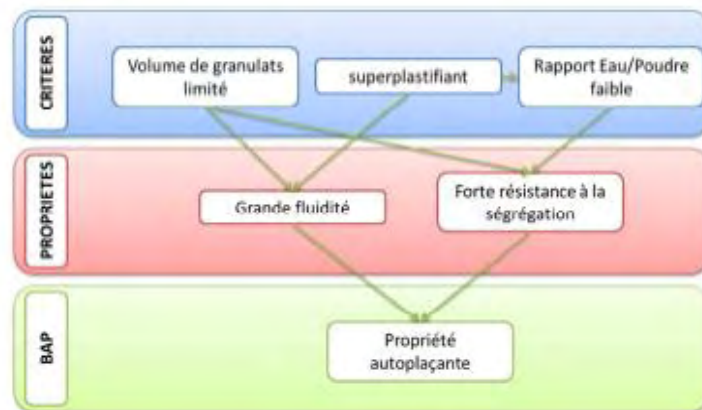 CRITERES
Volume de granulats
limité
superplastifiant
Rapport Eau/Poudre
faible
PROPRIETES
Grande fluidité
Forte résistance à la
ségrégation
BAP
Propriété
autoplaçante